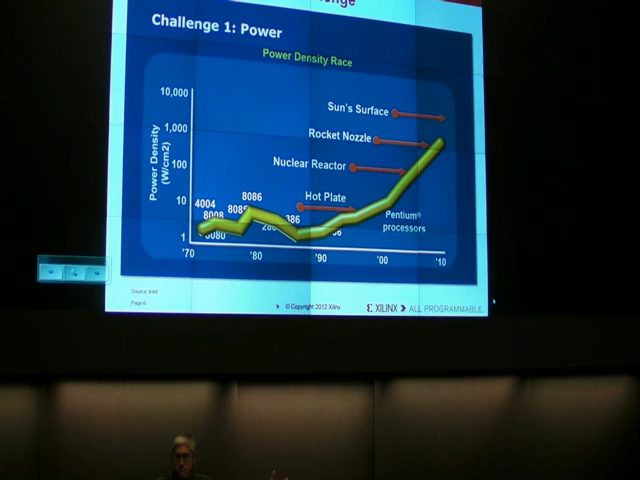 Challenge 1: Power
Power Density Race
Power Density
(W/cm2)
10,000
1,000
100
10
1
Sun's Surface
Rocket Nozzle
Nuclear Reactor
Hot Plate
4004
8008
8080
8086
386
Pentium®
processors
'70
'80
'90
'00
'10
Source: Intel
Page 6
© Copyright 2012 Xilinx
XILINX
ALL PROGRAMMABLE